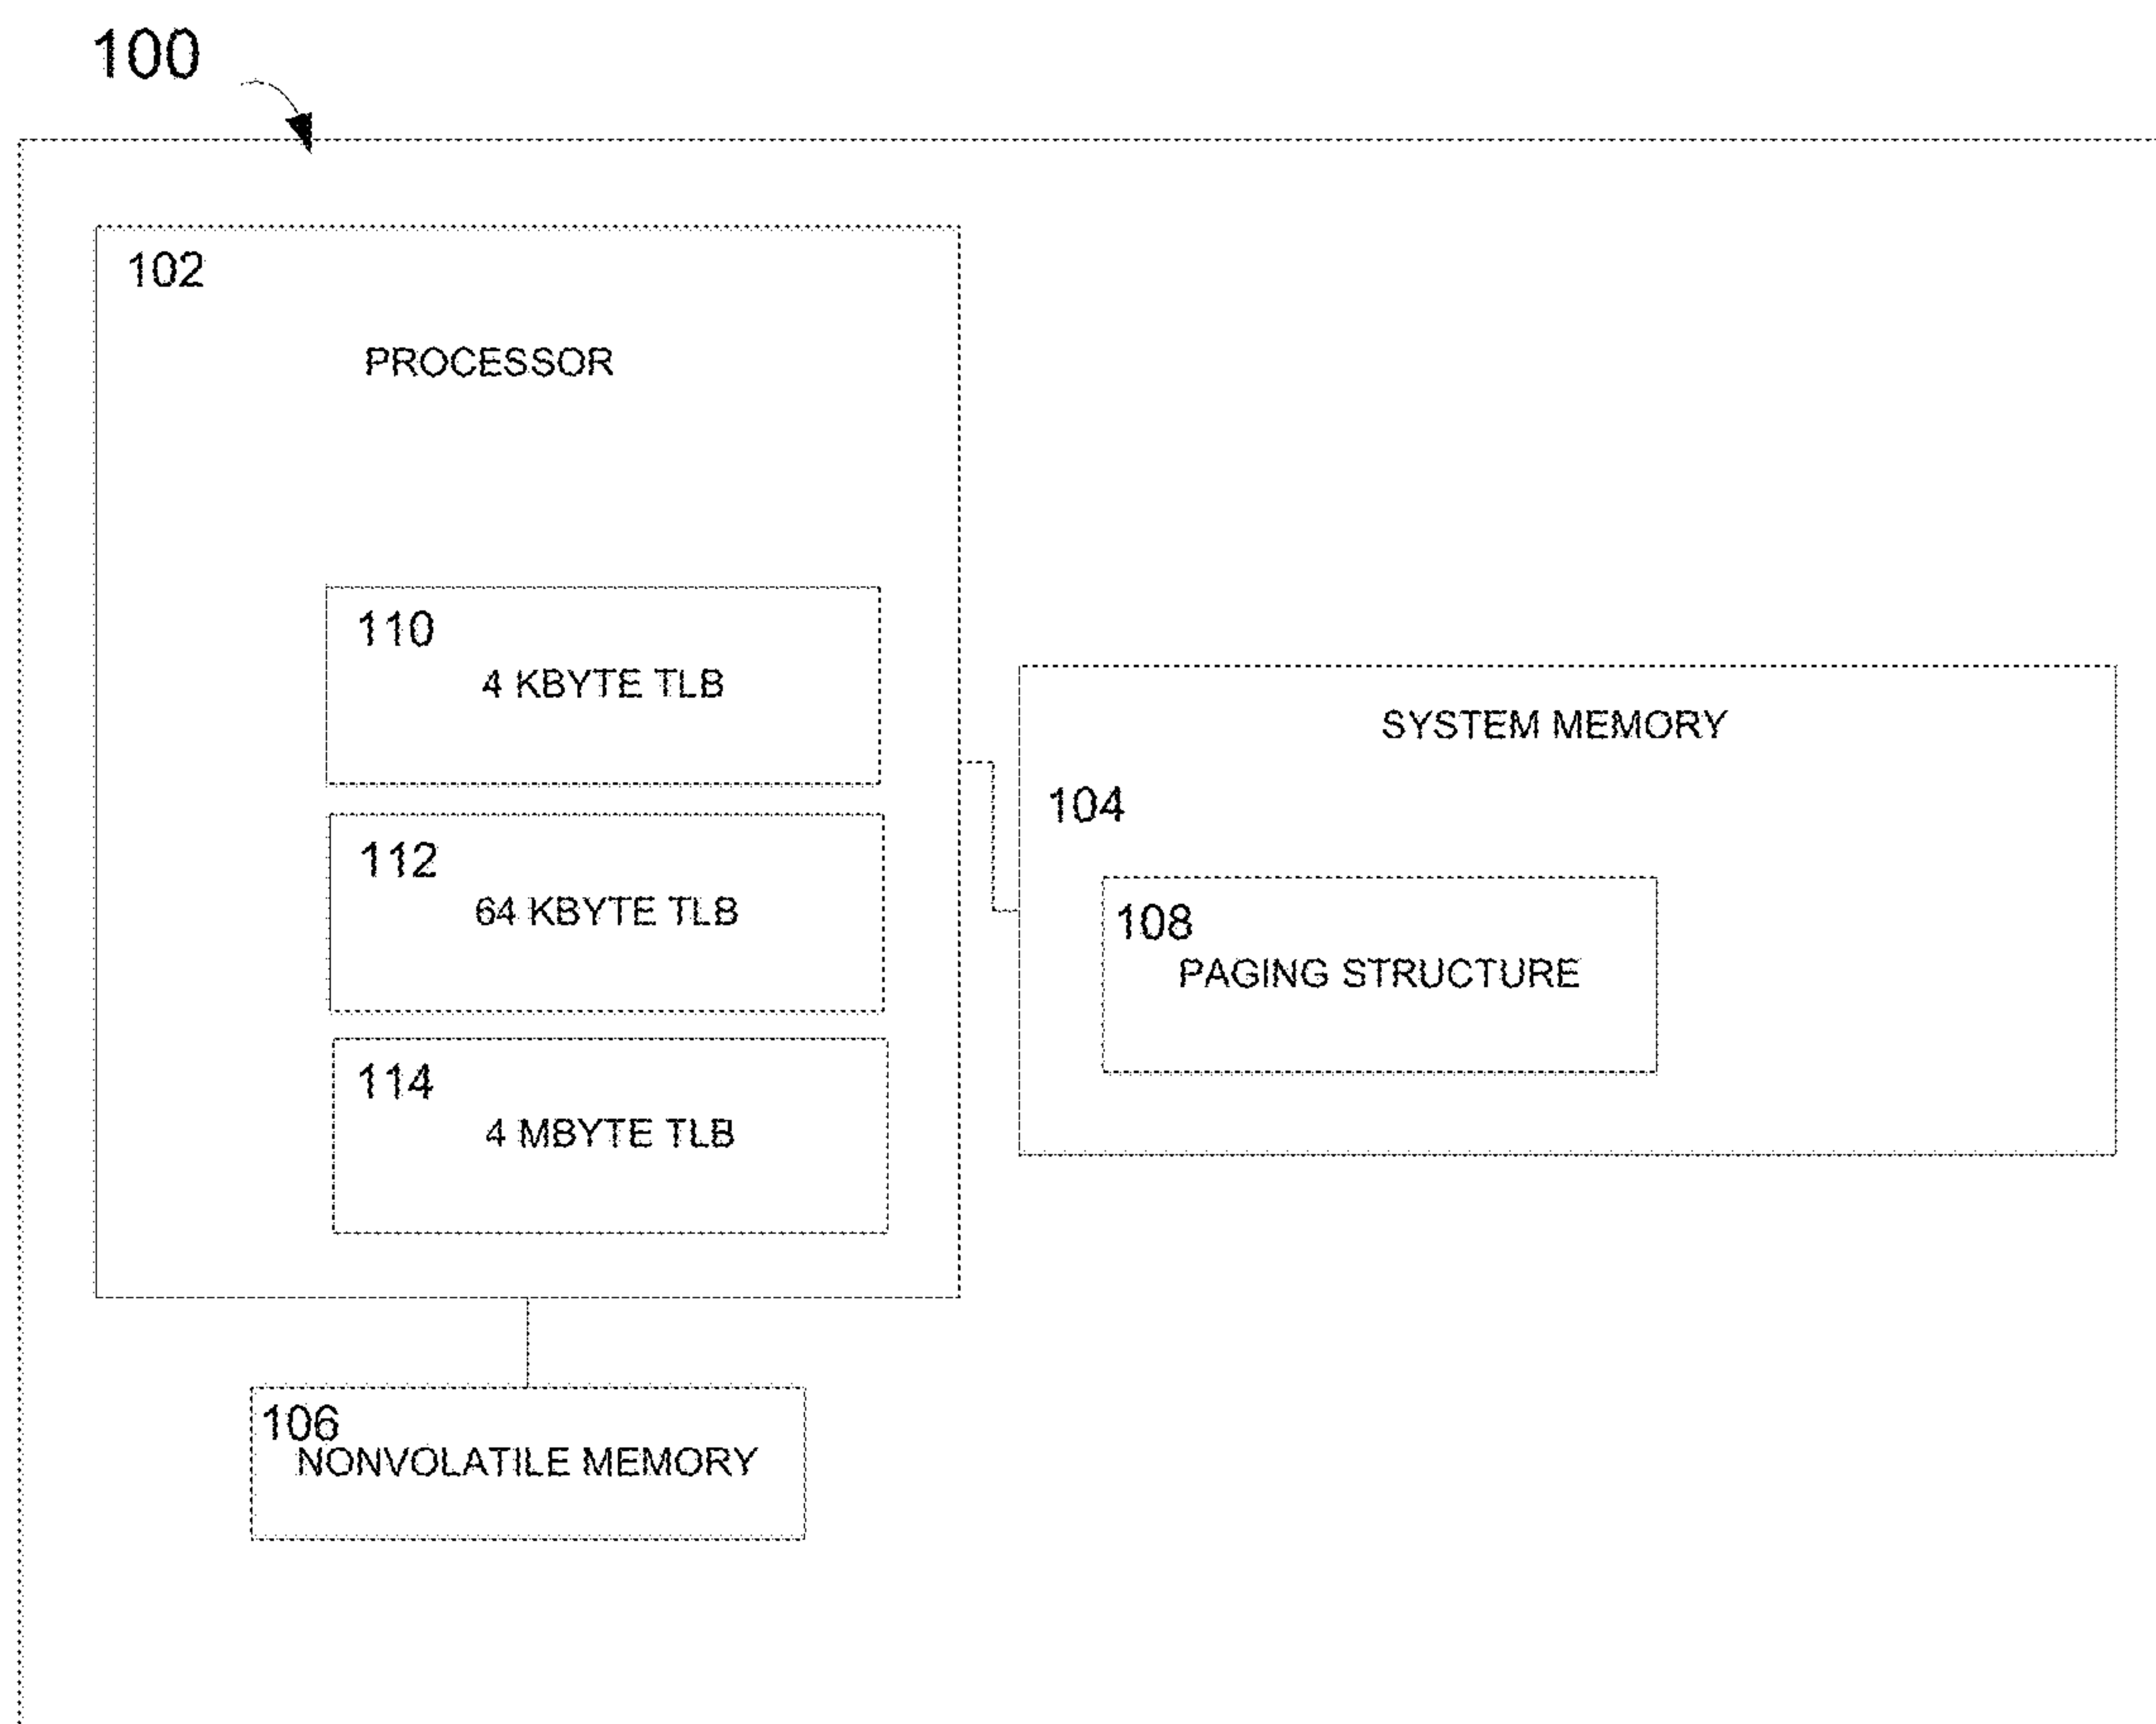 100
102
PROCESSOR
110
4 KBYTE TLB
112
64 KBYTE TLB
114
4 MBYTE TLB
SYSTEM MEMORY
104
108
PAGING STRUCTURE
106
NONVOLATILE MEMORY